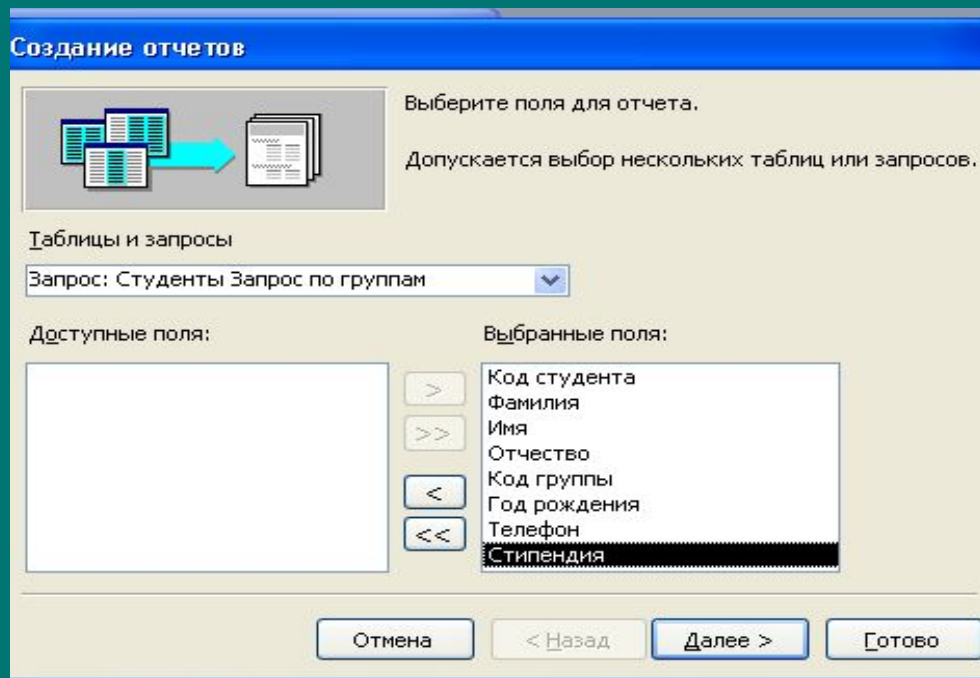 Создание отчетов
Выберите поля для отчета.
Допускается выбор нескольких таблиц или запросов.
Таблицы и запросы
Запрос: Студенты Запрос по группам
Доступные поля:
Выбранные поля:
>
>>
<
<<
Код студента
Фамилия
Имя
Отчество
Код группы
Год рождения
Телефон
Стипендия
Отмена
< Назад
Далее >
Готово